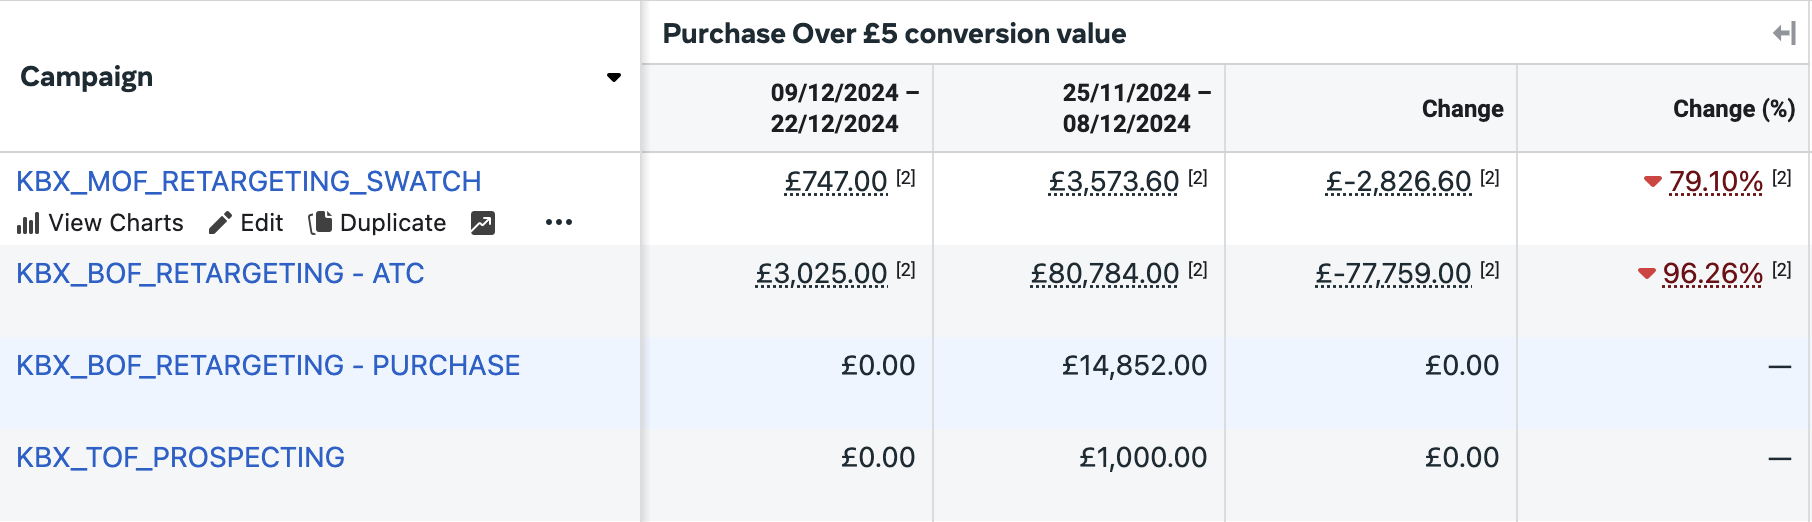 Campaign
Purchase Over £5 conversion value
09/12/2024 –
22/12/2024
25/11/2024 –
08/12/2024
Change
Change (%)
KBX_MOF_RETARGETING_SWATCH
£747.00 [2]
£3,573.60 [2]
£-2,826.60 [2]
79.10% [2]
View Charts Edit Duplicate
KBX_BOF_RETARGETING - ATC
£3,025.00 [2]
£80,784.00 [2]
£-77,759.00 [2]
96.26% [2]
KBX_BOF_RETARGETING - PURCHASE
£0.00
£14,852.00
£0.00
—
KBX_TOF_PROSPECTING
£0.00
£1,000.00
£0.00
—